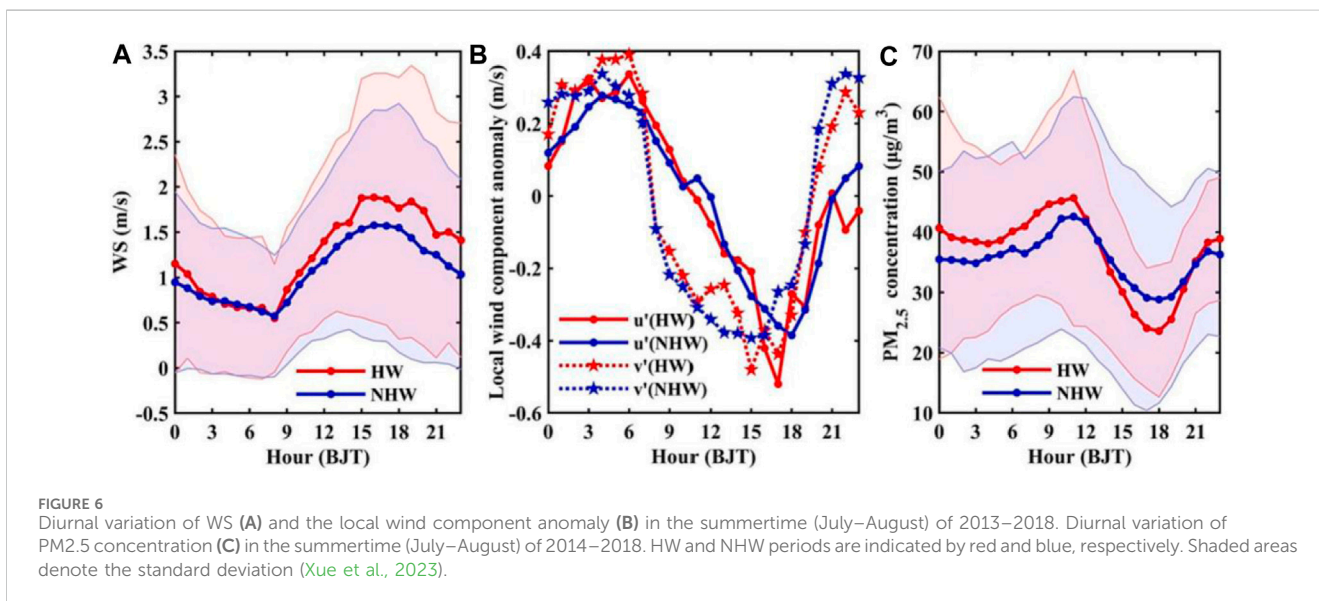 A
3.5
3
2.5
2
1.5
1
0.5
0
-0.5
WS (m/s)
HW
NHW
0 3 6 9 12 15 18 21
Hour (BJT)
B
0.4
0.2
0
-0.2
-0.4
-0.6
Local wind component anomaly (m/s)
u'(HW)
u'(NHW)
v'(HW)
v'(NHW)
0 3 6 9 12 15 18 21
Hour (BJT)
C
70
60
50
40
30
20
10
PM2.5 concentration (μg/m³)
HW
NHW
0 3 6 9 12 15 18 21
Hour (BJT)
FIGURE 6
Diurnal variation of WS (A) and the local wind component anomaly (B) in the summertime (July–August) of 2013–2018. Diurnal variation of
PM2.5 concentration (C) in the summertime (July–August) of 2014–2018. HW and NHW periods are indicated by red and blue, respectively. Shaded areas
denote the standard deviation (Xue et al., 2023).